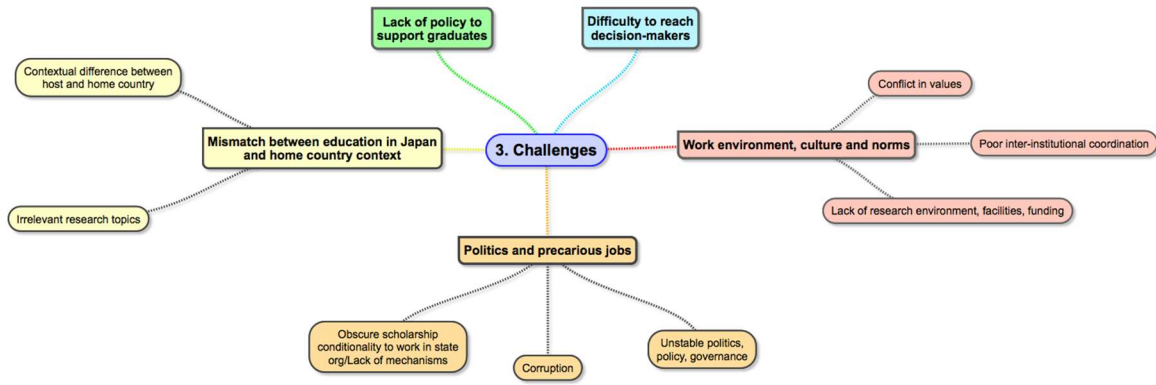 Lack of policy to
support graduates
Difficulty to reach
decision-makers
Contextual difference between
host and home country
Conflict in values
Mismatch between education in Japan
and home country context
3. Challenges
Work environment, culture and norms
Poor inter-institutional coordination
Irrelevant research topics
Lack of research environment, facilities, funding
Politics and precarious jobs
Obscure scholarship
conditionality to work in state
org/Lack of mechanisms
Corruption
Unstable politics,
policy, governance